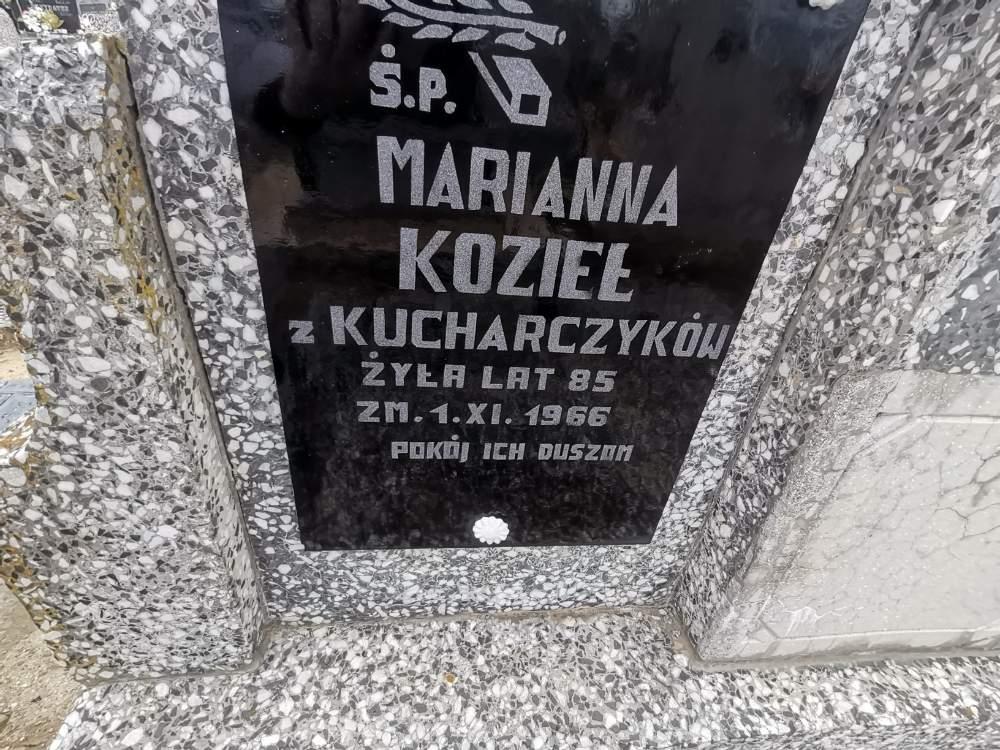 Ś.P.
MARIANNA
KOZIEŁ
z KUCHARCZYKÓW
ŻYŁA LAT 85
ZM. 1. XI. 1966
POKÓJ ICH DUSZOM